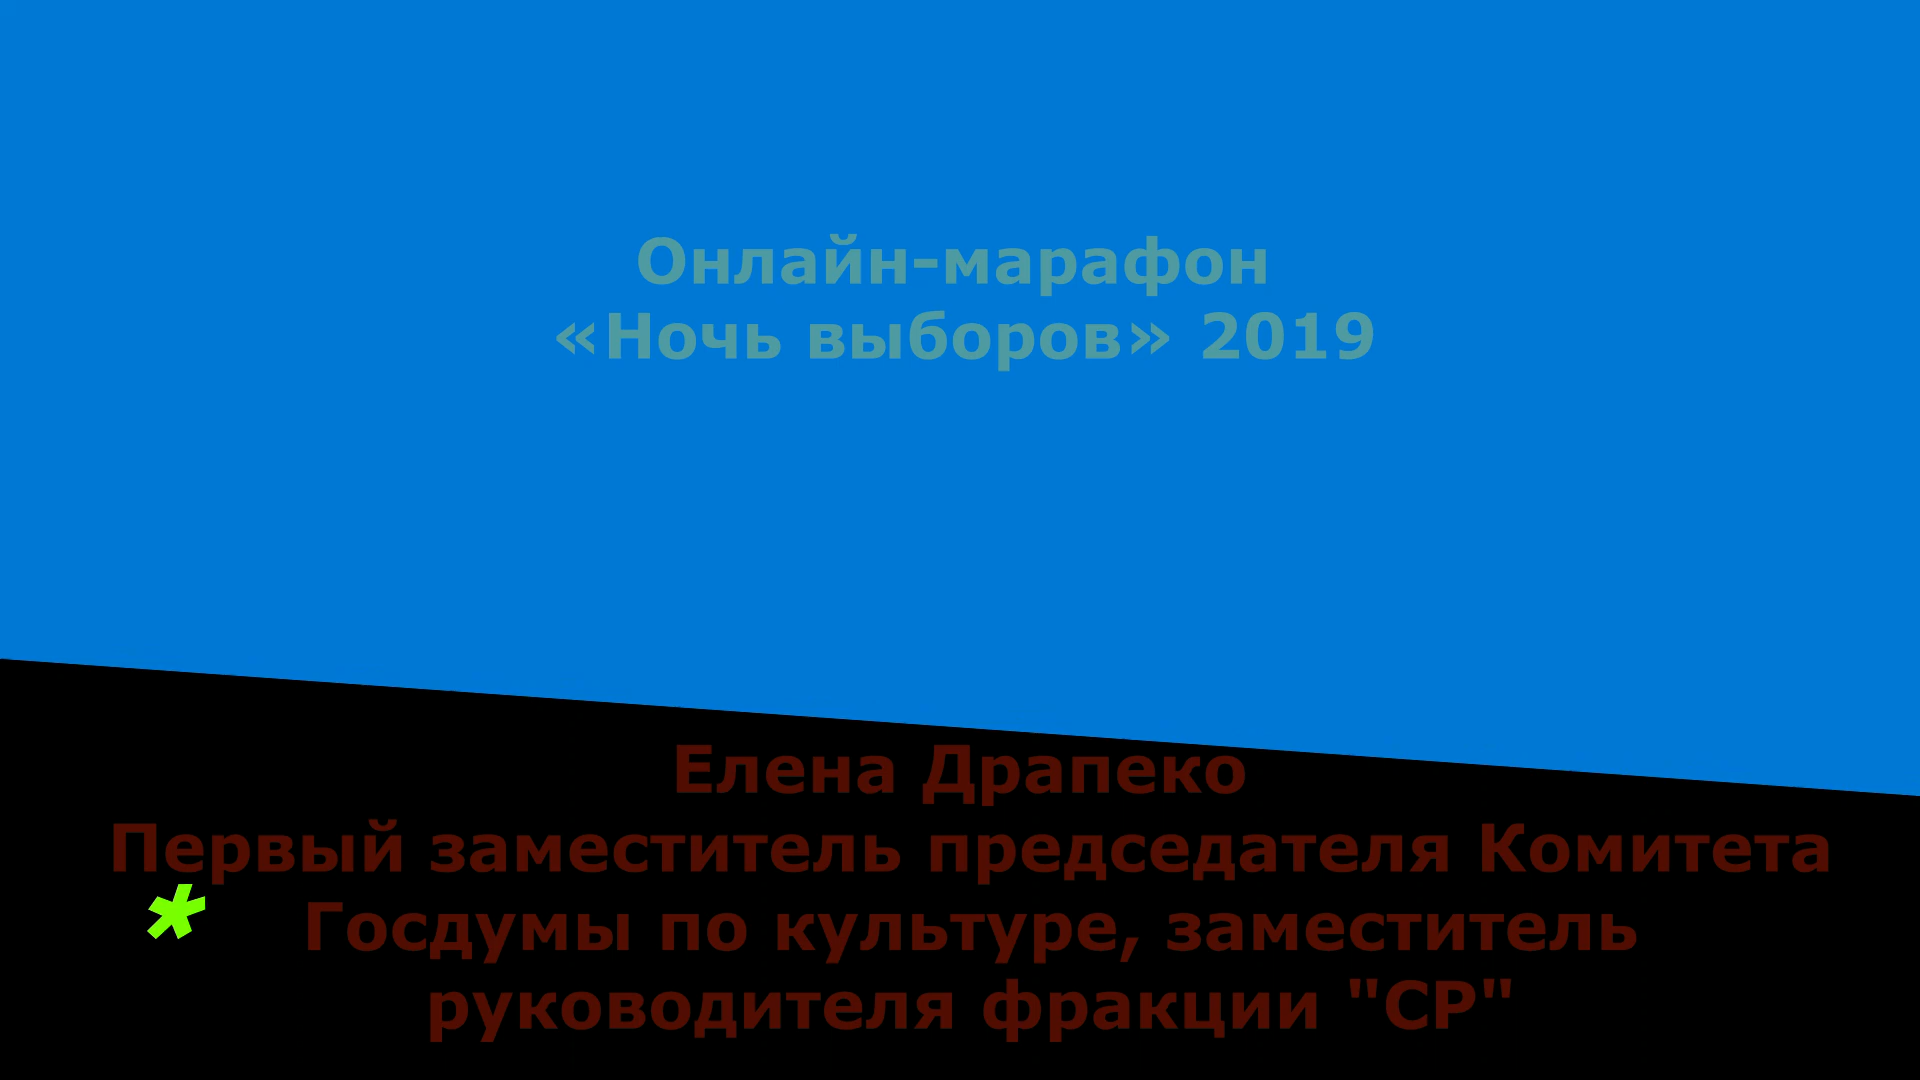 Онлайн-марафон
«Ночь выборов» 2019
Елена Драпеко
Первый заместитель председателя Комитета
* Госдумы по культуре, заместитель
руководителя фракции "СР"